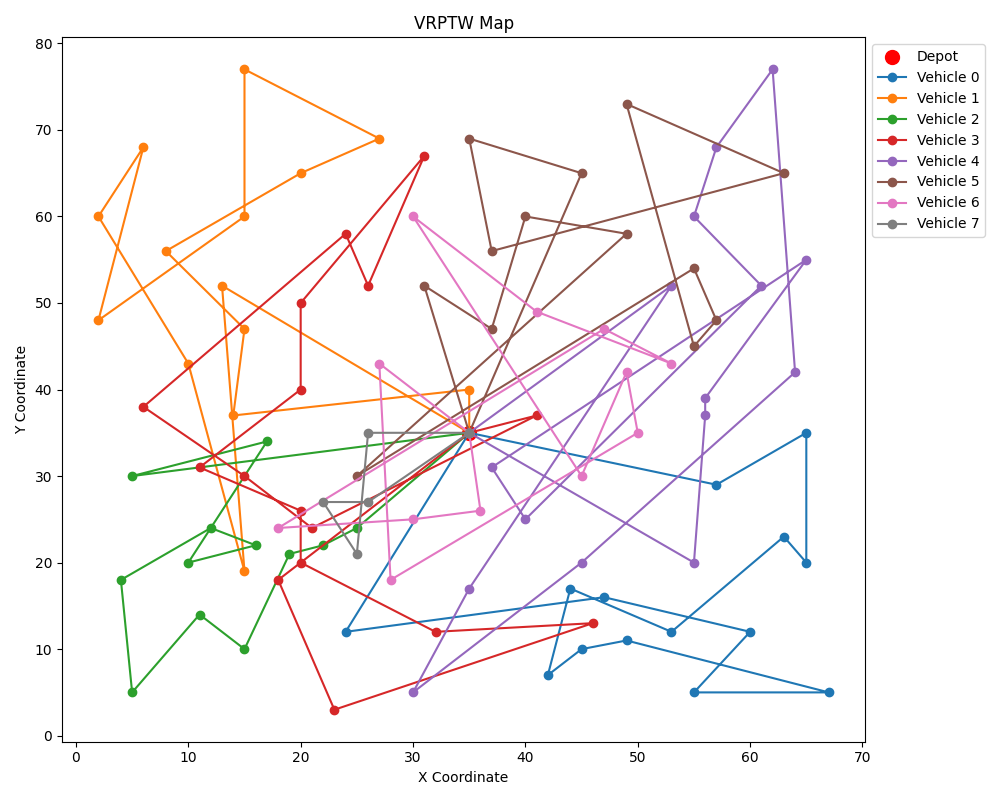 VRPTW Map
Y Coordinate
80
70
60
50
40
30
20
10
0
0 10 20 30 40 50 60 70
X Coordinate
Depot
Vehicle 0
Vehicle 1
Vehicle 2
Vehicle 3
Vehicle 4
Vehicle 5
Vehicle 6
Vehicle 7